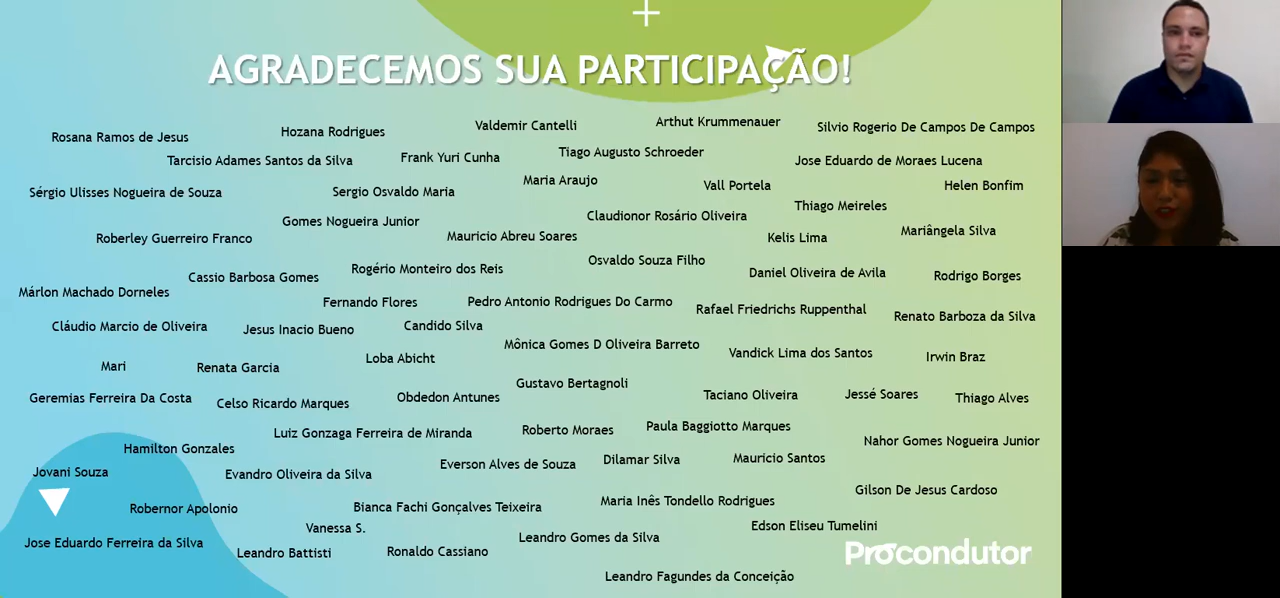 AGRADECEMOS SUA PARTICIPAÇÃO!
Rosana Ramos de Jesus
Hozana Rodrigues
Valdemir Cantelli
Arthut Krummenauer
Silvio Rogerio De Campos De Campos
Tarcisio Adames Santos da Silva
Frank Yuri Cunha
Tiago Augusto Schroeder
Jose Eduardo de Moraes Lucena
Sérgio Ulisses Nogueira de Souza
Sergio Osvaldo Maria
Maria Araujo
Vall Portela
Helen Bonfim
Gomes Nogueira Junior
Claudionor Rosário Oliveira
Thiago Meireles
Roberley Guerreiro Franco
Mauricio Abreu Soares
Kelis Lima
Mariângela Silva
Cassio Barbosa Gomes
Rogério Monteiro dos Reis
Osvaldo Souza Filho
Daniel Oliveira de Avila
Rodrigo Borges
Márlon Machado Dorneles
Fernando Flores
Pedro Antonio Rodrigues Do Carmo
Rafael Friedrichs Ruppenthal
Renato Barboza da Silva
Cláudio Marcio de Oliveira
Jesus Inacio Bueno
Candido Silva
Mônica Gomes D Oliveira Barreto
Vandick Lima dos Santos
Irwin Braz
Mari
Renata Garcia
Loba Abicht
Gustavo Bertagnoli
Taciano Oliveira
Jessé Soares
Thiago Alves
Geremias Ferreira Da Costa
Celso Ricardo Marques
Obdedon Antunes
Luiz Gonzaga Ferreira de Miranda
Roberto Moraes
Paula Baggiotto Marques
Nahor Gomes Nogueira Junior
Hamilton Gonzales
Everson Alves de Souza
Dilamar Silva
Mauricio Santos
Jovani Souza
Evandro Oliveira da Silva
Gilson De Jesus Cardoso
Robernor Apolonio
Bianca Fachi Gonçalves Teixeira
Maria Inês Tondello Rodrigues
Vanessa S.
Edson Eliseu Tumelini
Jose Eduardo Ferreira da Silva
Leandro Battisti
Ronaldo Cassiano
Leandro Gomes da Silva
Procondutor
Leandro Fagundes da Conceição